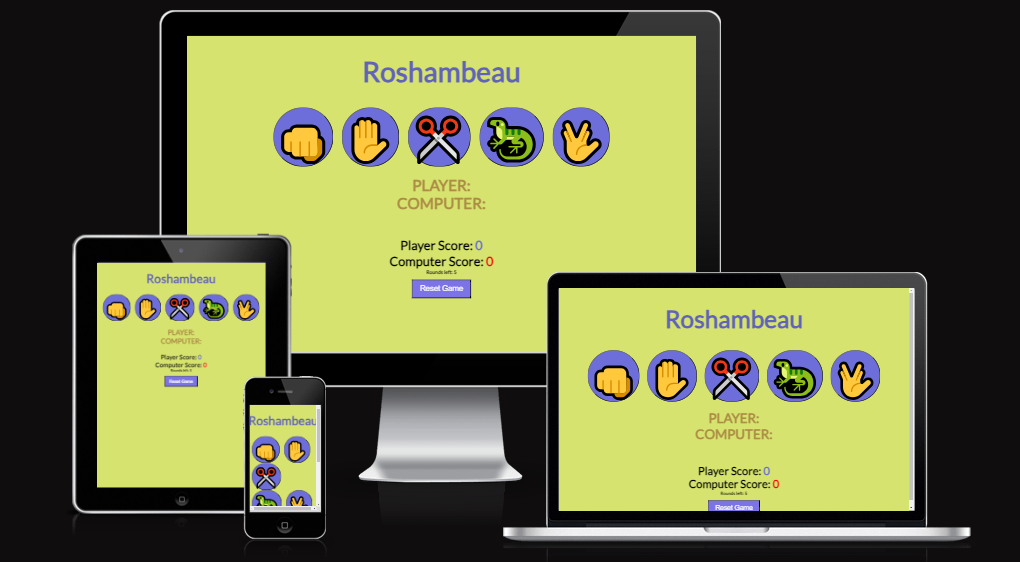 Roshambeau
PLAYER:
COMPUTER:
Player Score: 0
Computer Score: 0
Rounds left: 5
Reset Game
Roshambeau
PLAYER:
COMPUTER:
Player Score: 0
Computer Score: 0
Rounds left: 5
Reset Game
Roshambeau
Roshambeau
PLAYER:
COMPUTER:
Player Score: 0
Computer Score: 0
Rounds left: 5
Reset Game